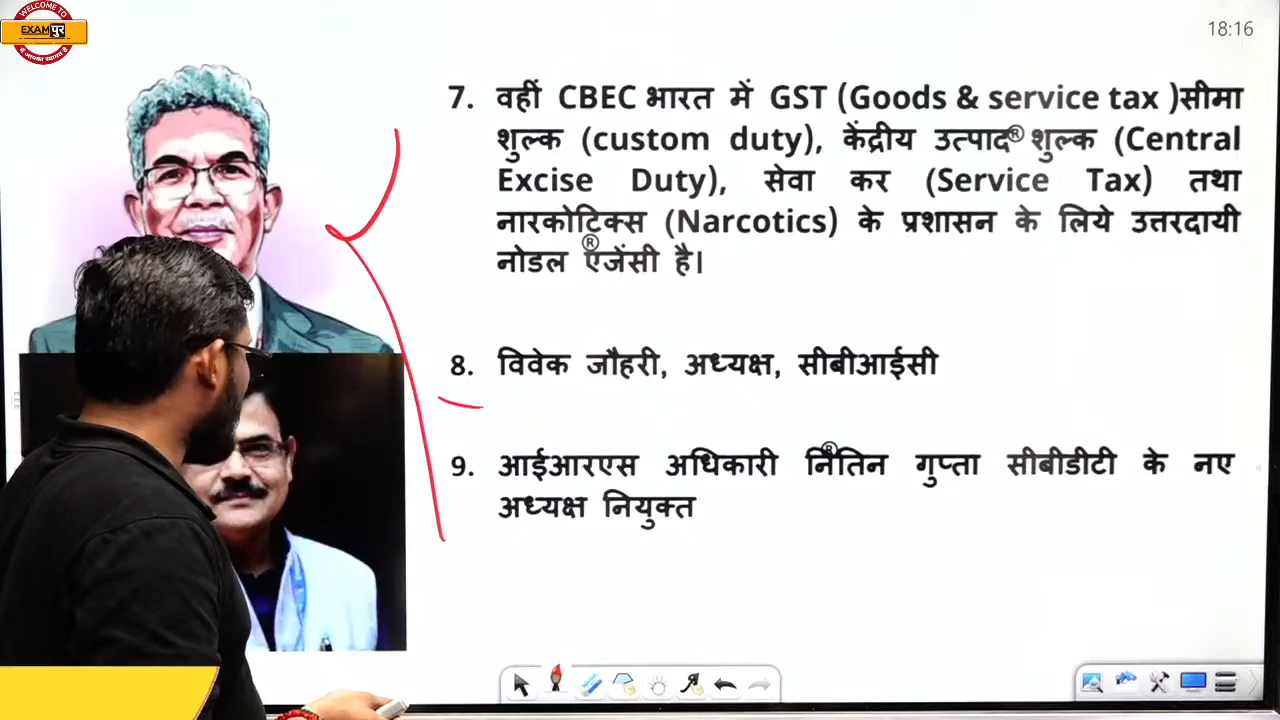 WELCOME TO
EXAMपुर
में आपका स्वागत है
18:16
7. वहीं CBEC भारत में GST (Goods & service tax )सीमा
शुल्क (custom duty), केंद्रीय उत्पाद शुल्क (Central
Excise Duty), सेवा कर (Service Tax) तथा
नारकोटिक्स (Narcotics) के प्रशासन के लिये उत्तरदायी
नोडल एजेंसी है।
8. विवेक जौहरी, अध्यक्ष, सीबीआईसी
9. आईआरएस अधिकारी नितिन गुप्ता सीबीडीटी के नए
अध्यक्ष नियुक्त